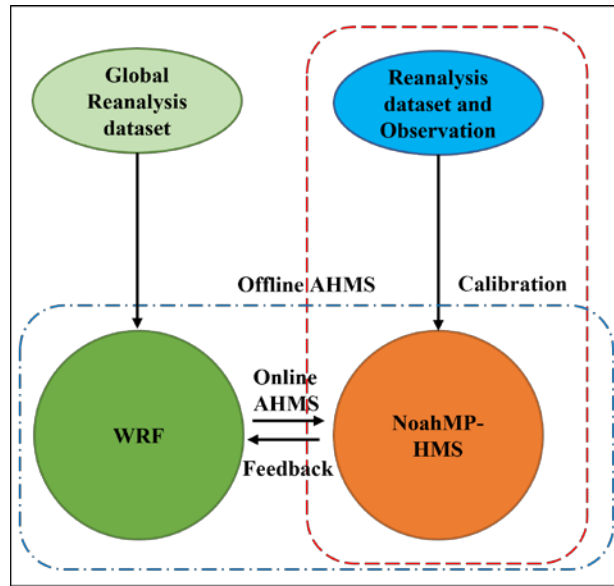 Global
Reanalysis
dataset
Reanalysis
dataset and
Observation
Offline AHMS
Calibration
Online
AHMS
WRF
NoahMP-
HMS
Feedback